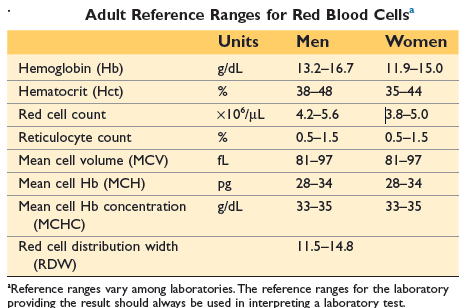 Adult Reference Ranges for Red Blood Cellsᵃ
Units Men Women
Hemoglobin (Hb) g/dL 13.2–16.7 11.9–15.0
Hematocrit (Hct) % 38–48 35–44
Red cell count ×10⁶/μL 4.2–5.6 3.8–5.0
Reticulocyte count % 0.5–1.5 0.5–1.5
Mean cell volume (MCV) fL 81–97 81–97
Mean cell Hb (MCH) pg 28–34 28–34
Mean cell Hb concentration g/dL 33–35 33–35
(MCHC)
Red cell distribution width 11.5–14.8
(RDW)
ᵃReference ranges vary among laboratories. The reference ranges for the laboratory
providing the result should always be used in interpreting a laboratory test.